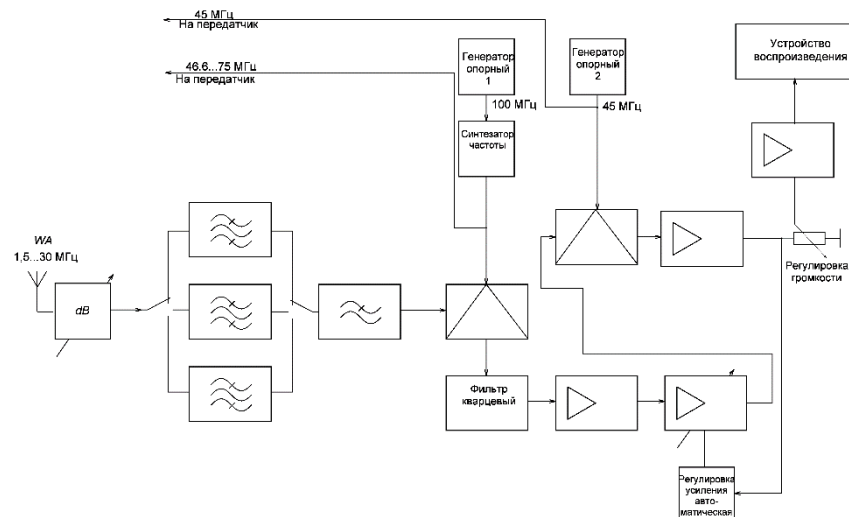 45 МГц
На передатчик
46.6...75 МГц
На передатчик
Генератор
опорный
1
100 МГц
Синтезатор
частоты
Генератор
опорный
2
45 МГц
Устройство
воспроизведения
Регулировка
громкости
WA
1,5...30 МГц
dB
Фильтр
кварцевый
Регулировка
усиления
авто-
матическая